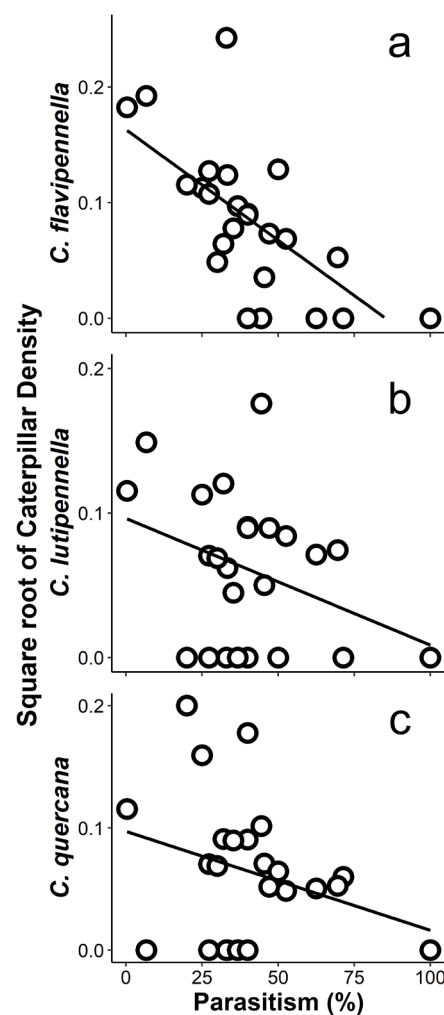 Square root of Caterpillar Density
C. flavipennella
a
0.2
0.1
0.0
C. lutipennella
b
0.2
0.1
0.0
C. quercana
c
0.2
0.1
0.0
0 25 50 75 100
Parasitism (%)